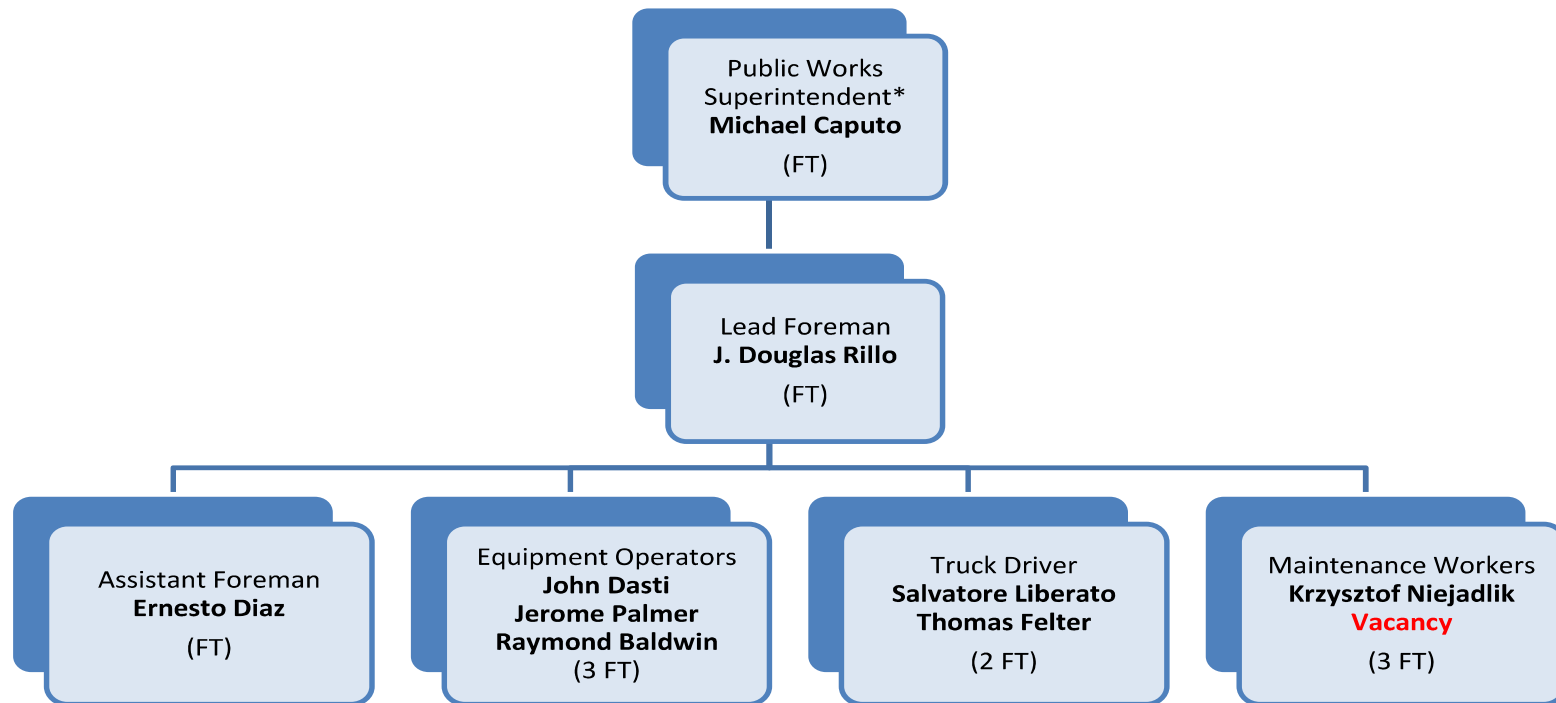 Public Works
Superintendent*
Michael Caputo
(FT)
Lead Foreman
J. Douglas Rillo
(FT)
Assistant Foreman
Ernesto Diaz
(FT)
Equipment Operators
John Dasti
Jerome Palmer
Raymond Baldwin
(3 FT)
Truck Driver
Salvatore Liberato
Thomas Felter
(2 FT)
Maintenance Workers
Krzysztof Niejadlik
Vacancy
(3 FT)